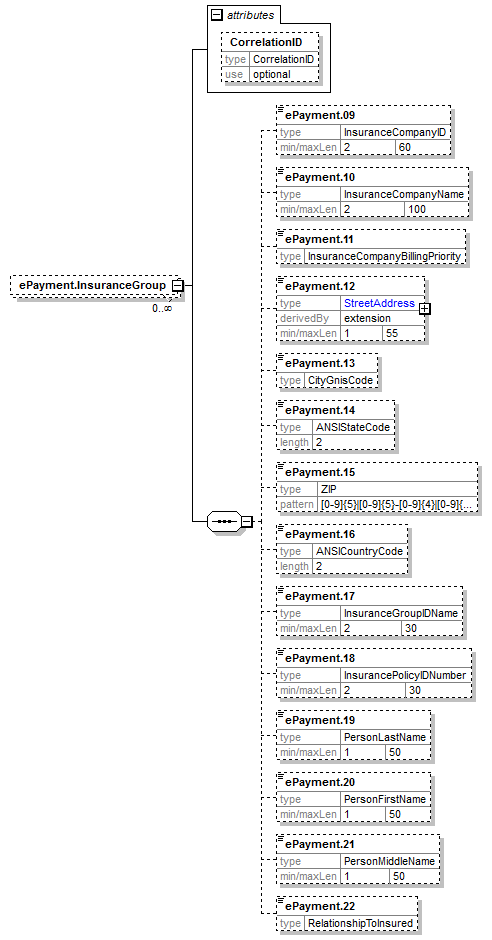 attributes
CorrelationID
type CorrelationID
use optional
ePayment.InsuranceGroup
0..∞
ePayment.09
type InsuranceCompanyID
min/maxLen 2 60
ePayment.10
type InsuranceCompanyName
min/maxLen 2 100
ePayment.11
type InsuranceCompanyBillingPriority
ePayment.12
type StreetAddress
derivedBy extension
min/maxLen 1 55
ePayment.13
type CityGnisCode
ePayment.14
type ANSIStateCode
length 2
ePayment.15
type ZIP
pattern [0-9]{5}|[0-9]{5}-[0-9]{4}|[0-9]{...
ePayment.16
type ANSICountryCode
length 2
ePayment.17
type InsuranceGroupIDName
min/maxLen 2 30
ePayment.18
type InsurancePolicyIDNumber
min/maxLen 2 30
ePayment.19
type PersonLastName
min/maxLen 1 50
ePayment.20
type PersonFirstName
min/maxLen 1 50
ePayment.21
type PersonMiddleName
min/maxLen 1 50
ePayment.22
type RelationshipToInsured